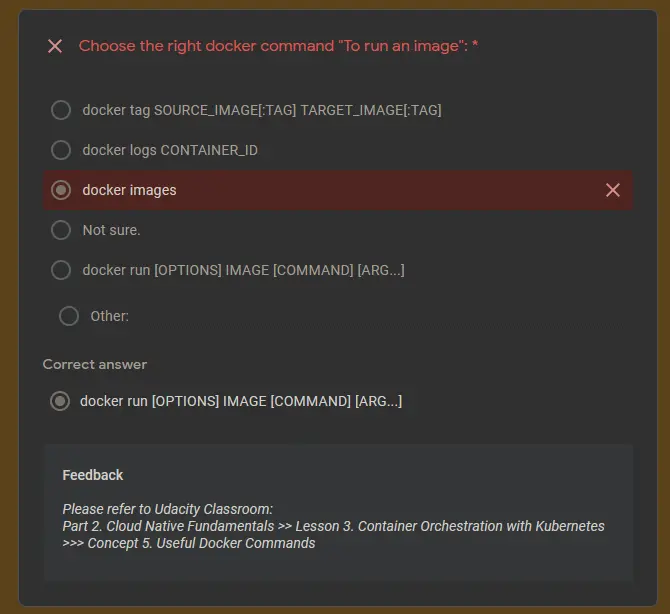 Choose the right docker command "To run an image": *
docker tag SOURCE_IMAGE[:TAG] TARGET_IMAGE[:TAG]
docker logs CONTAINER_ID
docker images
Not sure.
docker run [OPTIONS] IMAGE [COMMAND] [ARG...]
Other:
Correct answer
docker run [OPTIONS] IMAGE [COMMAND] [ARG...]
Feedback
Please refer to Udacity Classroom:
Part 2. Cloud Native Fundamentals >> Lesson 3. Container Orchestration with Kubernetes
>>> Concept 5. Useful Docker Commands